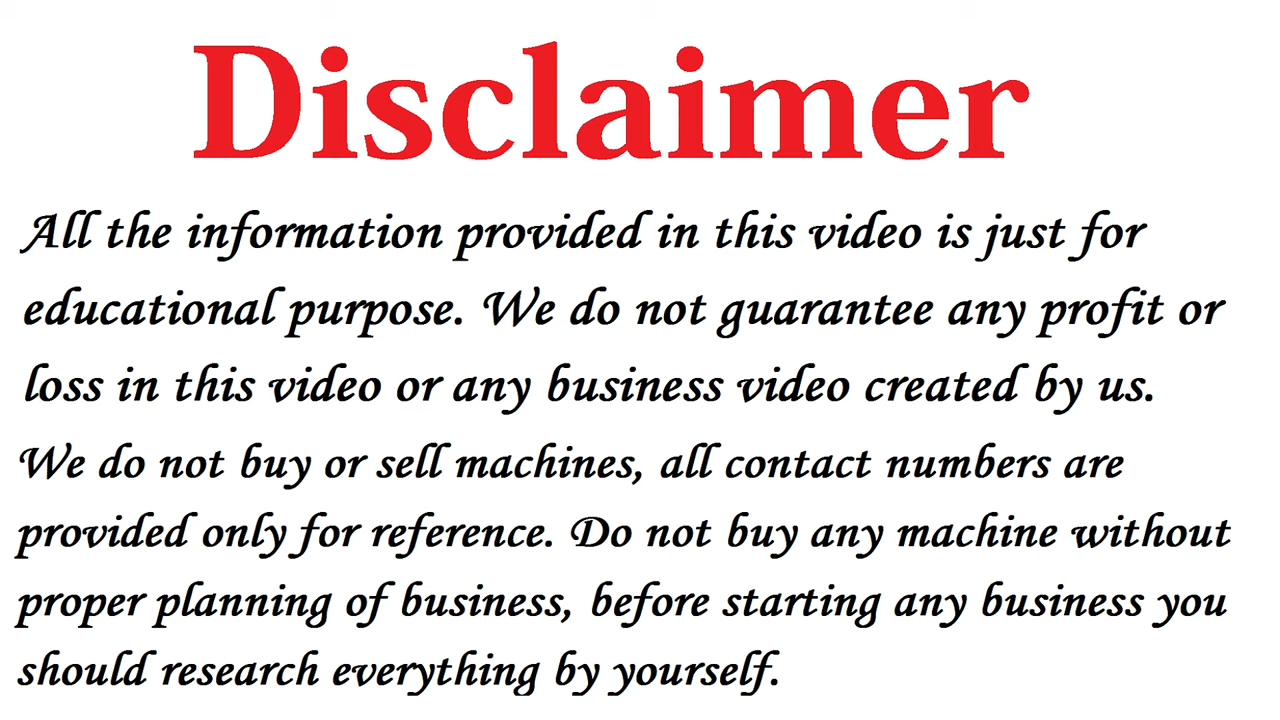 Disclaimer
All the information provided in this video is just for
educational purpose. We do not guarantee any profit or
loss in this video or any business video created by us.
We do not buy or sell machines, all contact numbers are
provided only for reference. Do not buy any machine without
proper planning of business, before starting any business you
should research everything by yourself.